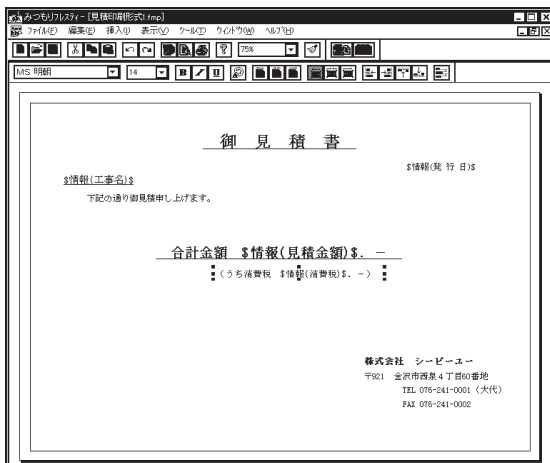 みつもりフレスティー - [見積印刷形式1.fmp]
ファイル(F) 編集(E) 挿入(I) 表示(V) ツール(T) ウィンドウ(W) ヘルプ(H)
75%
MS 明朝 14 B I U
御 見 積 書
$情報(発 行 日)$
$情報(工事名)$
下記の通り御見積申し上げます。
合計金額 $情報(見積金額)$. －
(うち消費税 $情報(消費税)$. －)
株式会社 シーピーユー
〒921 金沢市西泉４丁目60番地
TEL 076-241-0001 (大代)
FAX 076-241-0002